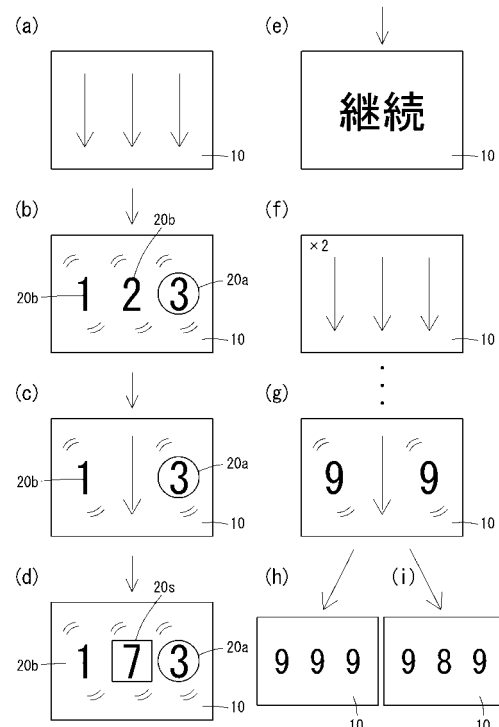 (a)
10
(b)
20b
20b 1 2 3 20a
10
(c)
20b 1 3 20a
10
(d)
20s
20b 1 7 3 20a
10
(e)
継続
10
(f)
×2
10
(g)
9 9
10
(h)
9 9 9
10
(i)
9 8 9
10